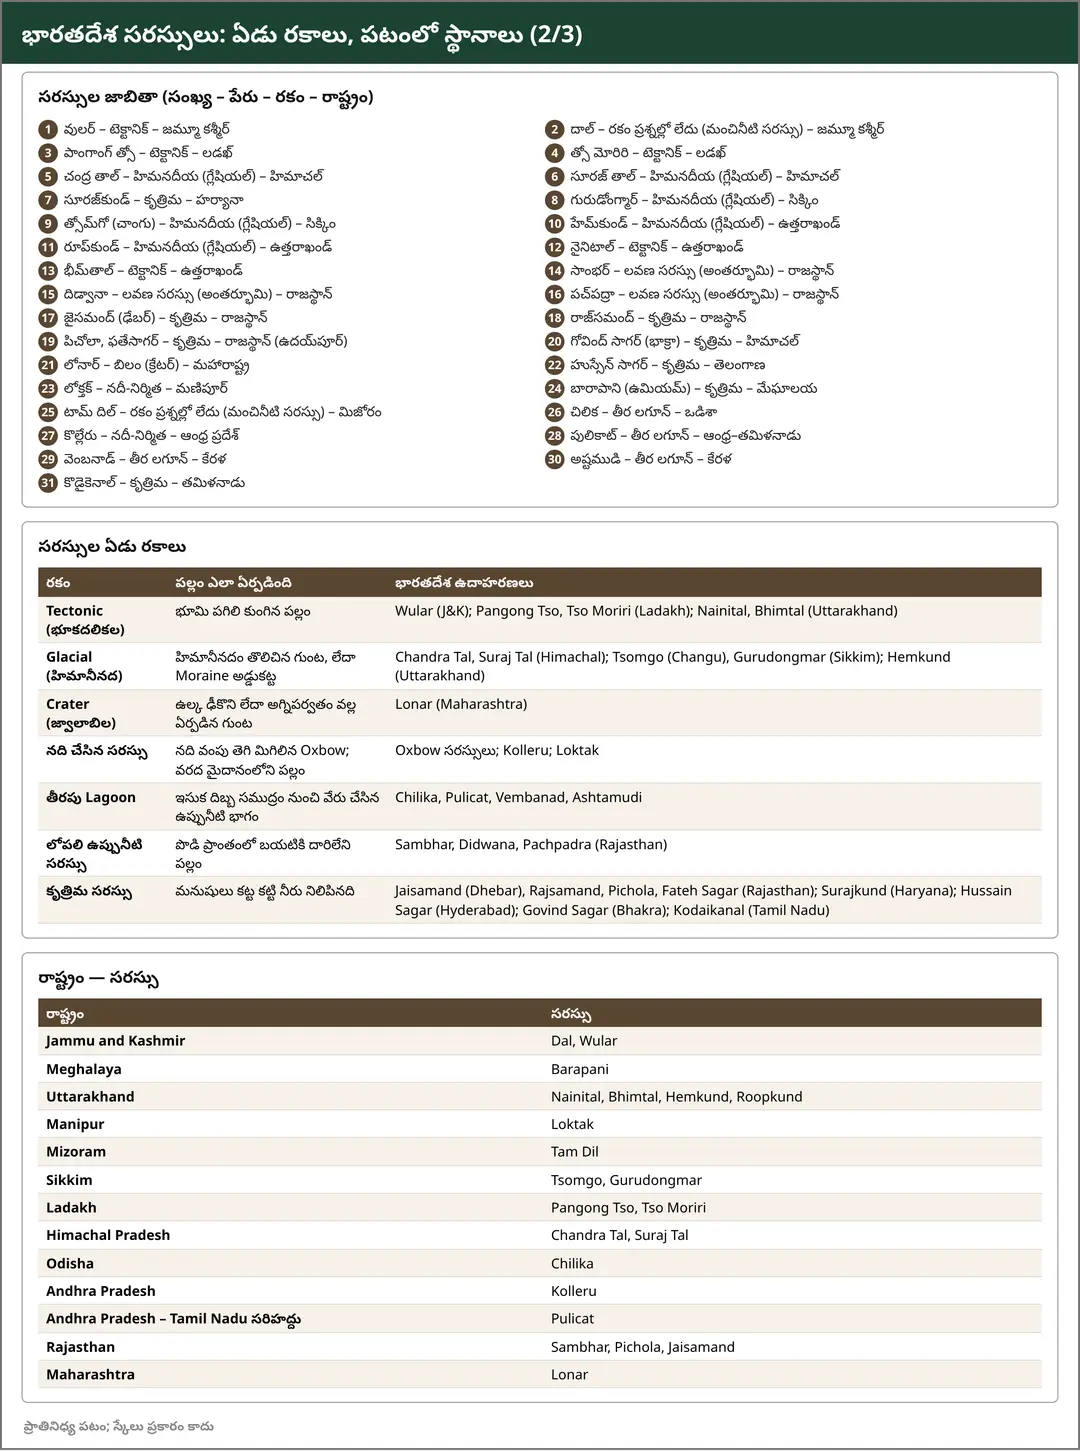 భారతదేశ సరస్సులు: ఏడు రకాలు, పటంలో స్థానాలు (2/3)
సరస్సుల జాబితా (సంఖ్య – పేరు – రకం – రాష్ట్రం)
1 వులర్ – టెక్టానిక్ – జమ్మూ కశ్మీర్
2 దాల్ – రకం ప్రశ్నల్లో లేదు (మంచినీటి సరస్సు) – జమ్మూ కశ్మీర్
3 పాంగాంగ్ త్సో – టెక్టానిక్ – లడఖ్
4 త్సో మోరిరి – టెక్టానిక్ – లడఖ్
5 చంద్ర తాల్ – హిమనదీయ (గ్లేషియల్) – హిమాచల్
6 సూరజ్ తాల్ – హిమనదీయ (గ్లేషియల్) – హిమాచల్
7 సూరజ్‌కుండ్ – కృత్రిమ – హర్యానా
8 గురుడోంగ్మార్ – హిమనదీయ (గ్లేషియల్) – సిక్కిం
9 త్సోమ్‌గో (చాంగు) – హిమనదీయ (గ్లేషియల్) – సిక్కిం
10 హేమ్‌కుండ్ – హిమనదీయ (గ్లేషియల్) – ఉత్తరాఖండ్
11 రూప్‌కుండ్ – హిమనదీయ (గ్లేషియల్) – ఉత్తరాఖండ్
12 నైనిటాల్ – టెక్టానిక్ – ఉత్తరాఖండ్
13 భీమ్‌తాల్ – టెక్టానిక్ – ఉత్తరాఖండ్
14 సాంభర్ – లవణ సరస్సు (అంతర్భూమి) – రాజస్థాన్
15 దిడ్వానా – లవణ సరస్సు (అంతర్భూమి) – రాజస్థాన్
16 పచ్‌పద్రా – లవణ సరస్సు (అంతర్భూమి) – రాజస్థాన్
17 జైసమంద్ (ఢేబర్) – కృత్రిమ – రాజస్థాన్
18 రాజ్‌సమంద్ – కృత్రిమ – రాజస్థాన్
19 పిచోలా, ఫతేసాగర్ – కృత్రిమ – రాజస్థాన్ (ఉదయ్‌పూర్)
20 గోవింద్ సాగర్ (భాక్రా) – కృత్రిమ – హిమాచల్
21 లోనార్ – బిలం (క్రేటర్) – మహారాష్ట్ర
22 హుస్సేన్ సాగర్ – కృత్రిమ – తెలంగాణ
23 లోక్తక్ – నదీ-నిర్మిత – మణిపూర్
24 బారాపాని (ఉమియమ్) – కృత్రిమ – మేఘాలయ
25 టామ్ దిల్ – రకం ప్రశ్నల్లో లేదు (మంచినీటి సరస్సు) – మిజోరం
26 చిలిక – తీర లగూన్ – ఒడిశా
27 కొల్లేరు – నదీ-నిర్మిత – ఆంధ్ర ప్రదేశ్
28 పులికాట్ – తీర లగూన్ – ఆంధ్ర–తమిళనాడు
29 వెంబనాడ్ – తీర లగూన్ – కేరళ
30 అష్టముడి – తీర లగూన్ – కేరళ
31 కొడైకెనాల్ – కృత్రిమ – తమిళనాడు
సరస్సుల ఏడు రకాలు
రకం పల్లం ఎలా ఏర్పడింది భారతదేశ ఉదాహరణలు
Tectonic భూమి పగిలి కుంగిన పల్లం Wular (J&K); Pangong Tso, Tso Moriri (Ladakh); Nainital, Bhimtal (Uttarakhand)
(భూకదలికల)
Glacial హిమానీనదం తొలిచిన గుంట, లేదా Chandra Tal, Suraj Tal (Himachal); Tsomgo (Changu), Gurudongmar (Sikkim); Hemkund
(హిమానీనద) Moraine అడ్డుకట్ట (Uttarakhand)
Crater ఉల్క ఢీకొని లేదా అగ్నిపర్వతం వల్ల Lonar (Maharashtra)
(జ్వాలాబిల) ఏర్పడిన గుంట
నది చేసిన సరస్సు నది వంపు తెగి మిగిలిన Oxbow; Oxbow సరస్సులు; Kolleru; Loktak
వరద మైదానంలోని పల్లం
తీరపు Lagoon ఇసుక దిబ్బ సముద్రం నుంచి వేరు చేసిన Chilika, Pulicat, Vembanad, Ashtamudi
ఉప్పునీటి భాగం
లోపలి ఉప్పునీటి పొడి ప్రాంతంలో బయటికి దారిలేని Sambhar, Didwana, Pachpadra (Rajasthan)
సరస్సు పల్లం
కృత్రిమ సరస్సు మనుషులు కట్ట కట్టి నీరు నిలిపినది Jaisamand (Dhebar), Rajsamand, Pichola, Fateh Sagar (Rajasthan); Surajkund (Haryana); Hussain
Sagar (Hyderabad); Govind Sagar (Bhakra); Kodaikanal (Tamil Nadu)
రాష్ట్రం — సరస్సు
రాష్ట్రం సరస్సు
Jammu and Kashmir Dal, Wular
Meghalaya Barapani
Uttarakhand Nainital, Bhimtal, Hemkund, Roopkund
Manipur Loktak
Mizoram Tam Dil
Sikkim Tsomgo, Gurudongmar
Ladakh Pangong Tso, Tso Moriri
Himachal Pradesh Chandra Tal, Suraj Tal
Odisha Chilika
Andhra Pradesh Kolleru
Andhra Pradesh – Tamil Nadu సరిహద్దు Pulicat
Rajasthan Sambhar, Pichola, Jaisamand
Maharashtra Lonar
ప్రాతినిధ్య పటం; స్కేలు ప్రకారం కాదు